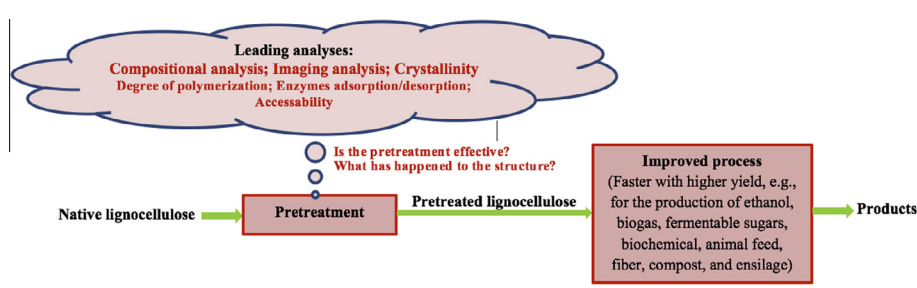 Leading analyses:
Compositional analysis; Imaging analysis; Crystallinity
Degree of polymerization; Enzymes adsorption/desorption;
Accessability
Is the pretreatment effective?
What has happened to the structure?
Native lignocellulose
Pretreatment
Pretreated lignocellulose
Improved process
(Faster with higher yield, e.g.,
for the production of ethanol,
biogas, fermentable sugars,
biochemical, animal feed,
fiber, compost, and ensilage)
Products